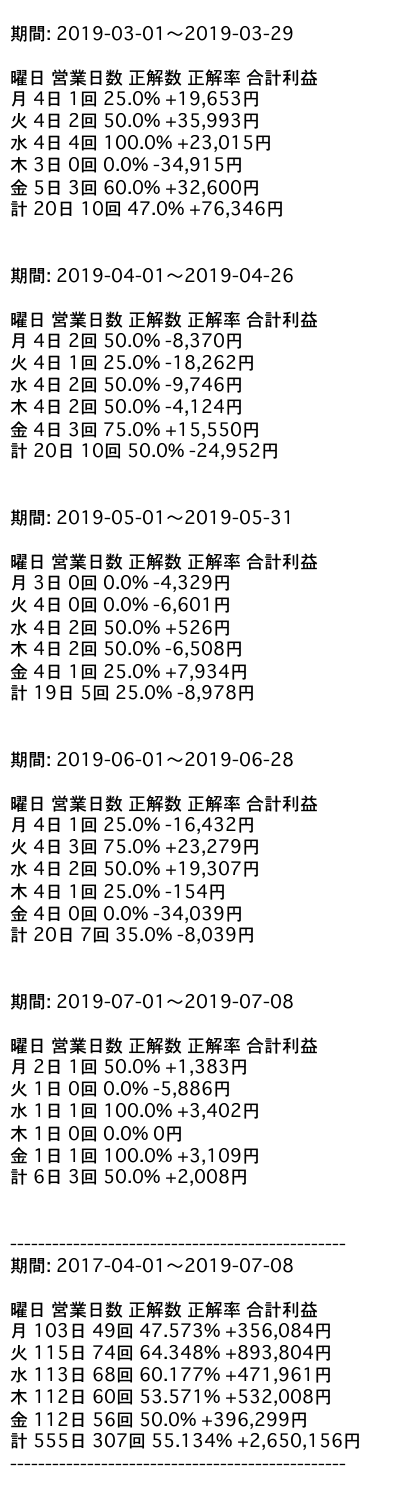 期間: 2019-03-01～2019-03-29
曜日 営業日数 正解数 正解率 合計利益
月 4日 1回 25.0% +19,653円
火 4日 2回 50.0% +35,993円
水 4日 4回 100.0% +23,015円
木 3日 0回 0.0% -34,915円
金 5日 3回 60.0% +32,600円
計 20日 10回 47.0% +76,346円
期間: 2019-04-01～2019-04-26
曜日 営業日数 正解数 正解率 合計利益
月 4日 2回 50.0% -8,370円
火 4日 1回 25.0% -18,262円
水 4日 2回 50.0% -9,746円
木 4日 2回 50.0% -4,124円
金 4日 3回 75.0% +15,550円
計 20日 10回 50.0% -24,952円
期間: 2019-05-01～2019-05-31
曜日 営業日数 正解数 正解率 合計利益
月 3日 0回 0.0% -4,329円
火 4日 0回 0.0% -6,601円
水 4日 2回 50.0% +526円
木 4日 2回 50.0% -6,508円
金 4日 1回 25.0% +7,934円
計 19日 5回 25.0% -8,978円
期間: 2019-06-01～2019-06-28
曜日 営業日数 正解数 正解率 合計利益
月 4日 1回 25.0% -16,432円
火 4日 3回 75.0% +23,279円
水 4日 2回 50.0% +19,307円
木 4日 1回 25.0% -154円
金 4日 0回 0.0% -34,039円
計 20日 7回 35.0% -8,039円
期間: 2019-07-01～2019-07-08
曜日 営業日数 正解数 正解率 合計利益
月 2日 1回 50.0% +1,383円
火 1日 0回 0.0% -5,886円
水 1日 1回 100.0% +3,402円
木 1日 0回 0.0% 0円
金 1日 1回 100.0% +3,109円
計 6日 3回 50.0% +2,008円
------------------------------------------------
期間: 2017-04-01～2019-07-08
曜日 営業日数 正解数 正解率 合計利益
月 103日 49回 47.573% +356,084円
火 115日 74回 64.348% +893,804円
水 113日 68回 60.177% +471,961円
木 112日 60回 53.571% +532,008円
金 112日 56回 50.0% +396,299円
計 555日 307回 55.134% +2,650,156円
------------------------------------------------